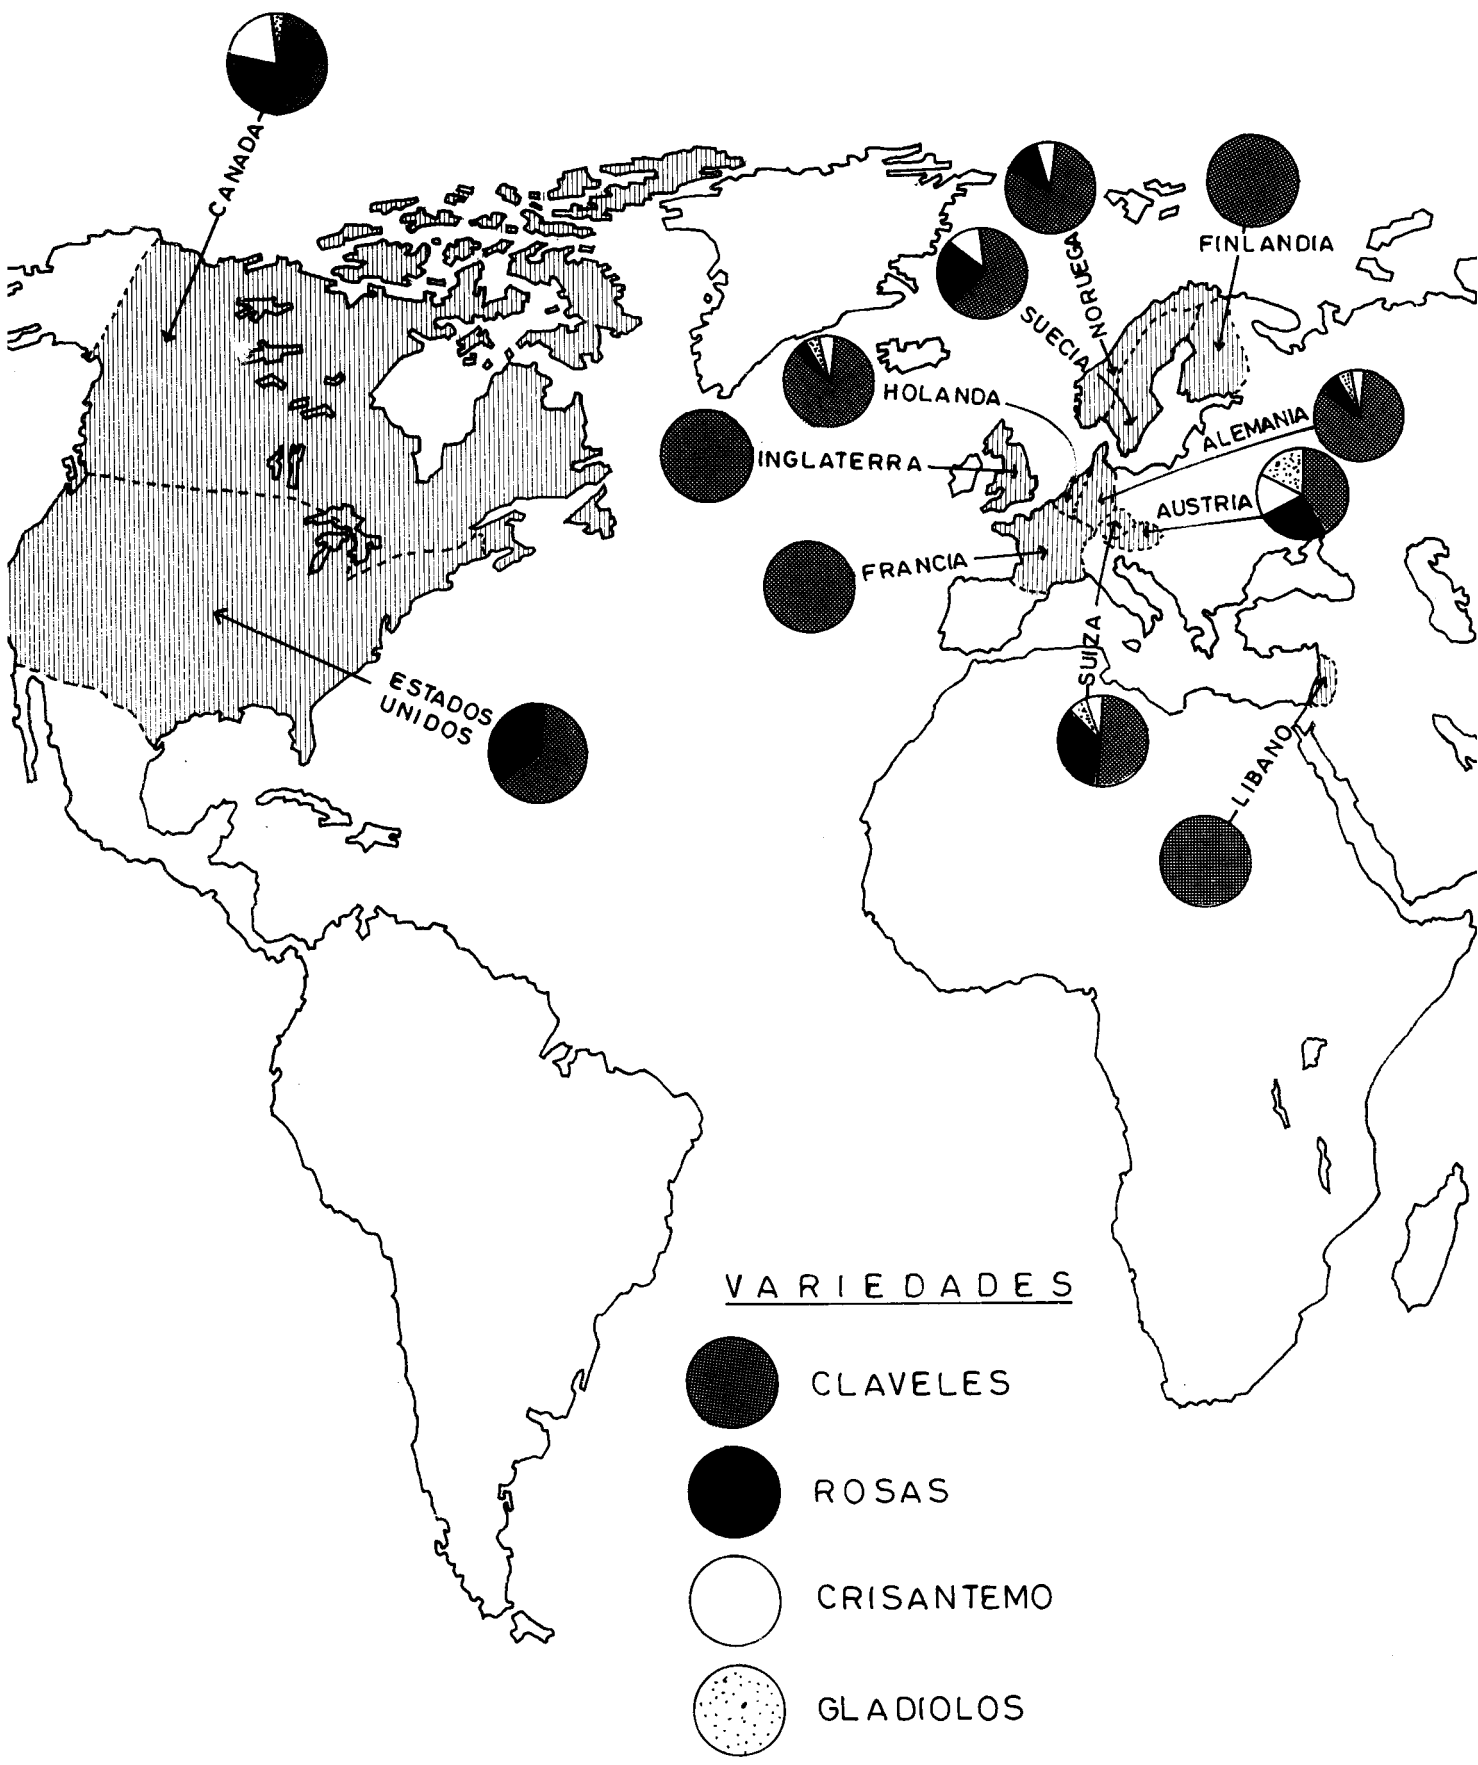 CANADA
NORUEGA
FINLANDIA
SUECIA
HOLANDA
ALEMANIA
INGLATERRA
AUSTRIA
FRANCIA
SUIZA
ESTADOS
UNIDOS
LIBANO
VARIEDADES
CLAVELES
ROSAS
CRISANTEMO
GLADIOLOS